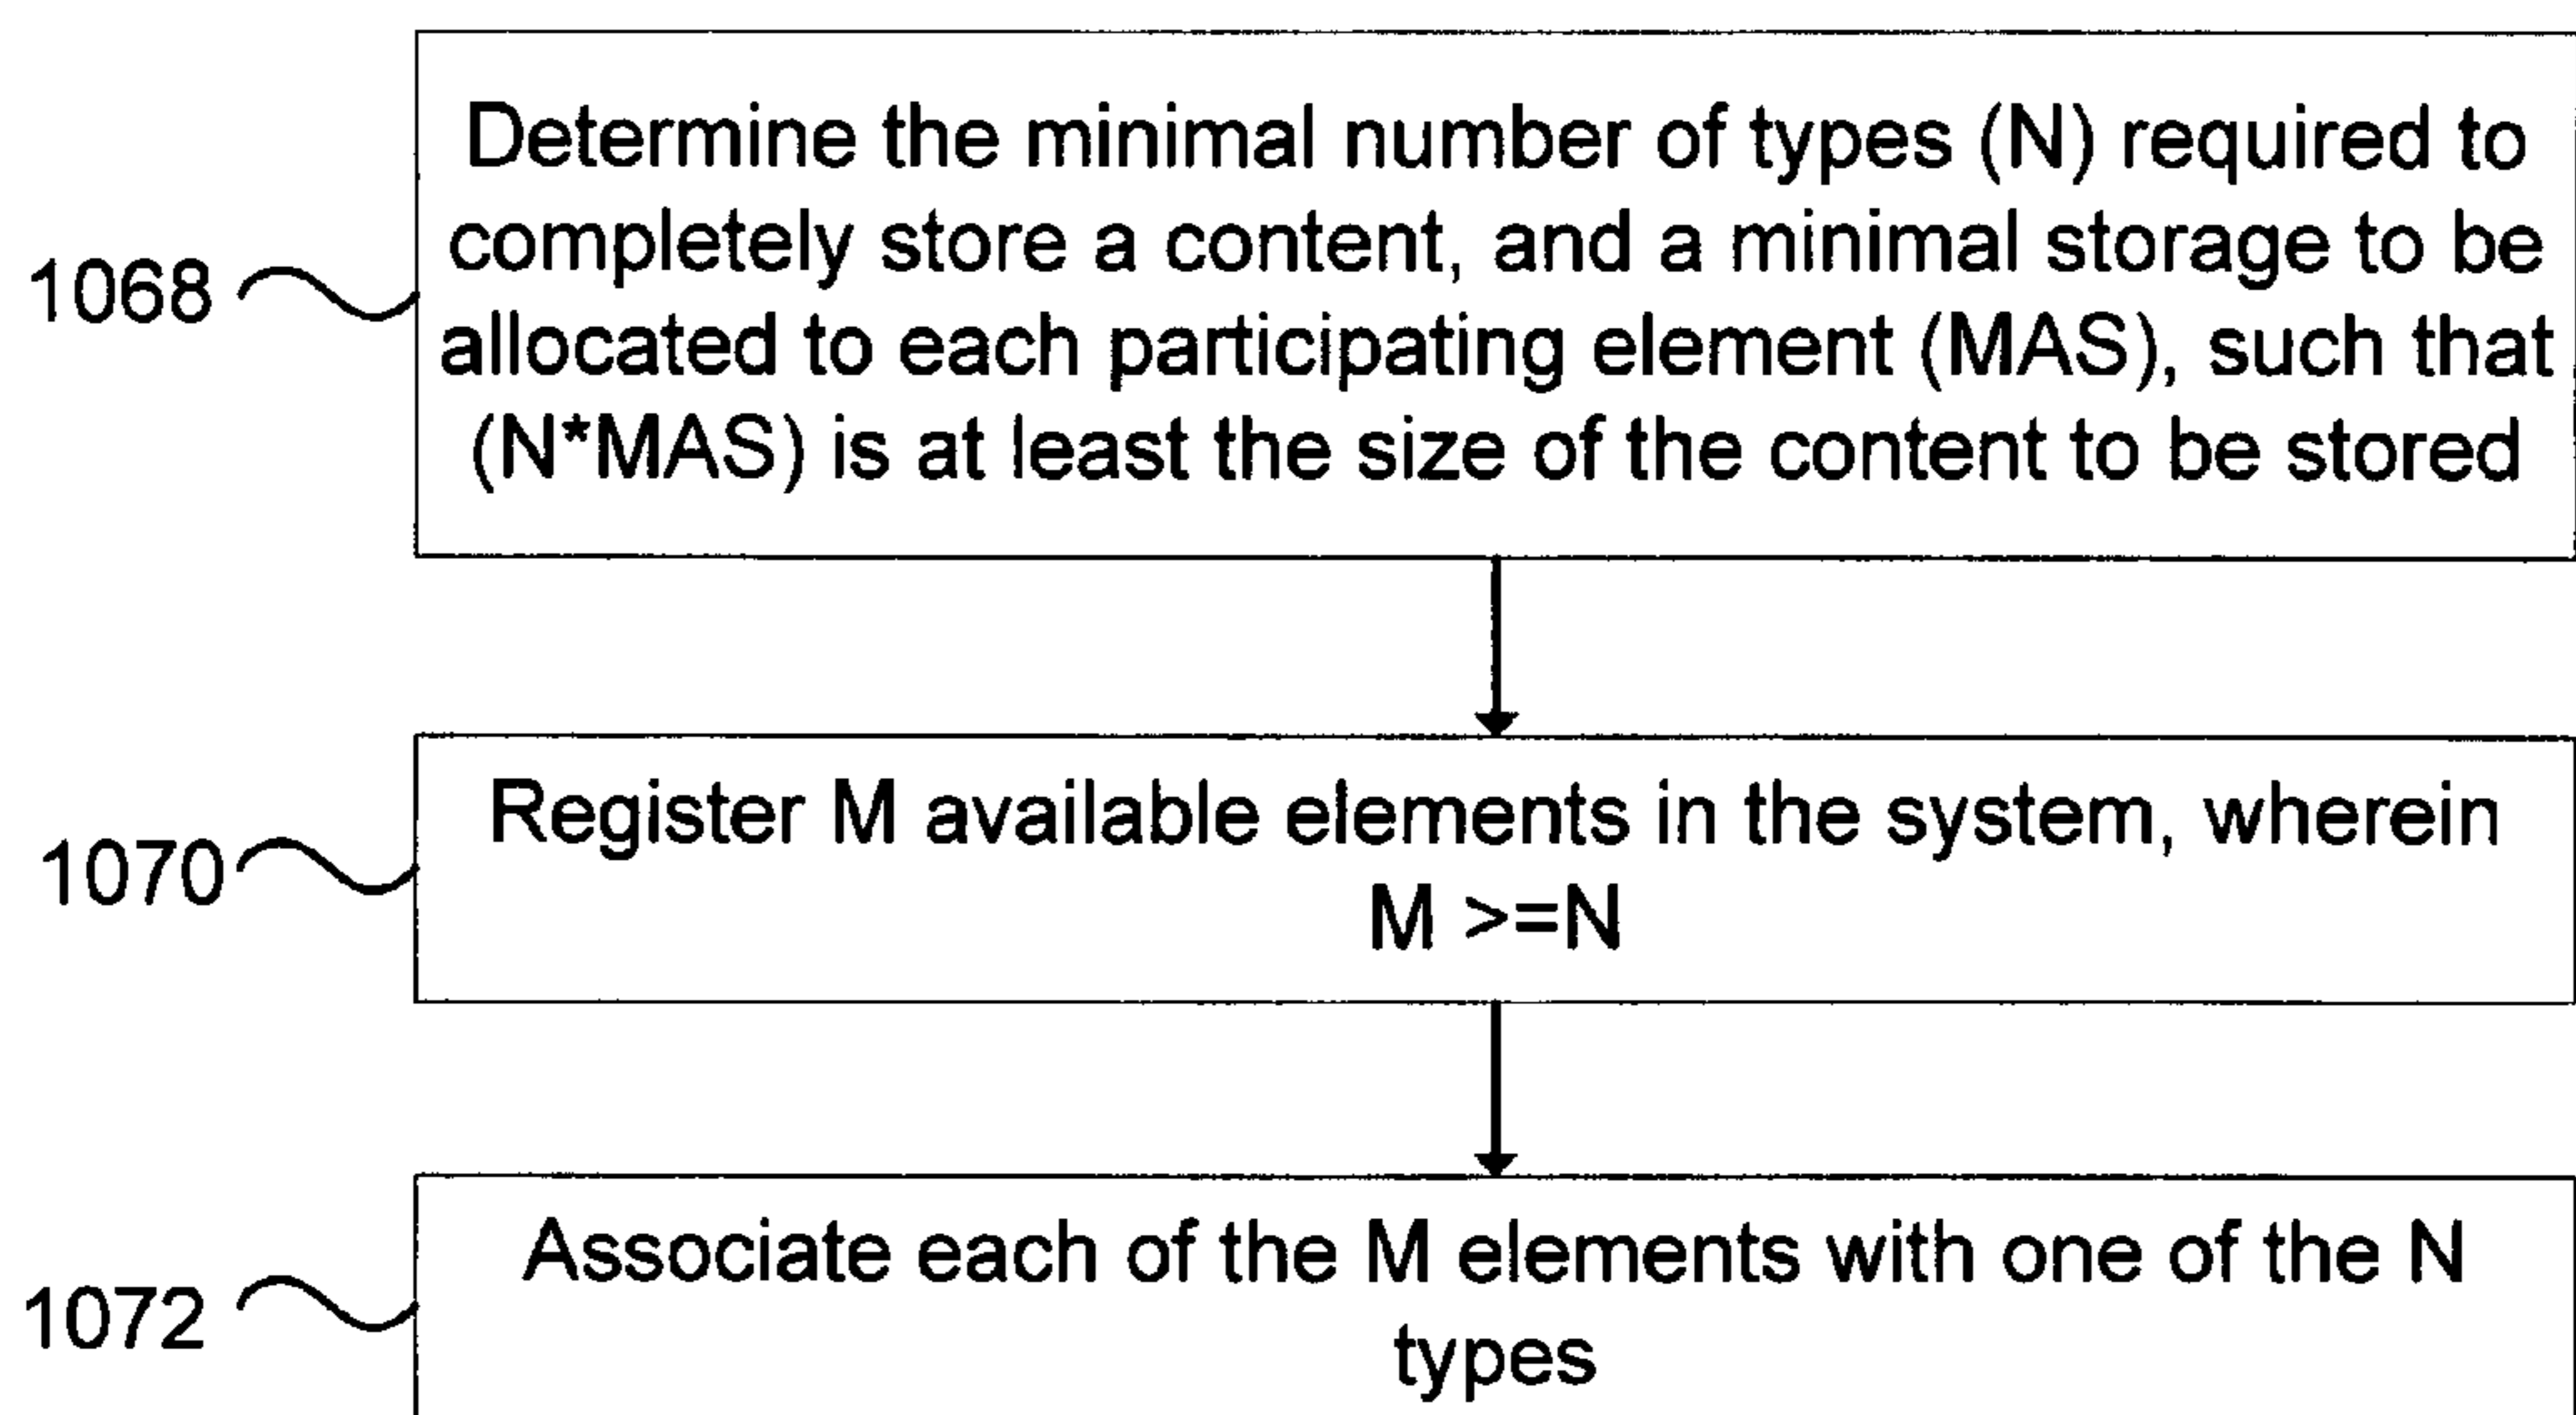 Determine the minimal number of types (N) required to
completely store a content, and a minimal storage to be
1068
allocated to each participating element (MAS), such that
(N*MAS) is at least the size of the content to be stored
Register M available elements in the system, wherein
1070
M >=N
Associate each of the M elements with one of the N
1072
types